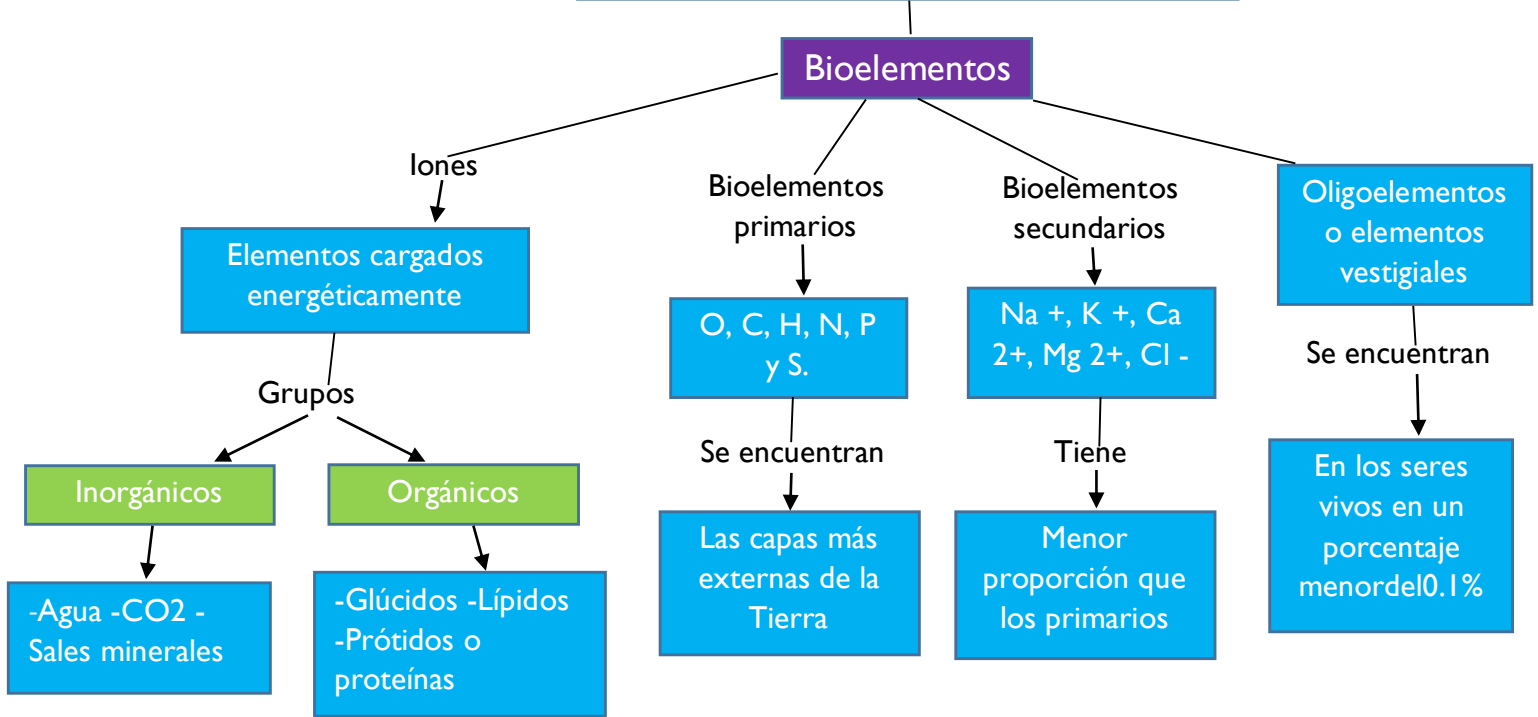 Bioelementos
Iones
Elementos cargados
energéticamente
Grupos
Inorgánicos
-Agua -CO2 -
Sales minerales
Orgánicos
-Glúcidos -Lípidos
-Prótidos o
proteínas
Bioelementos
primarios
O, C, H, N, P
y S.
Se encuentran
Las capas más
externas de la
Tierra
Bioelementos
secundarios
Na +, K +, Ca
2+, Mg 2+, Cl -
Tiene
Menor
proporción que
los primarios
Oligoelementos
o elementos
vestigiales
Se encuentran
En los seres
vivos en un
porcentaje
menordel0.1%